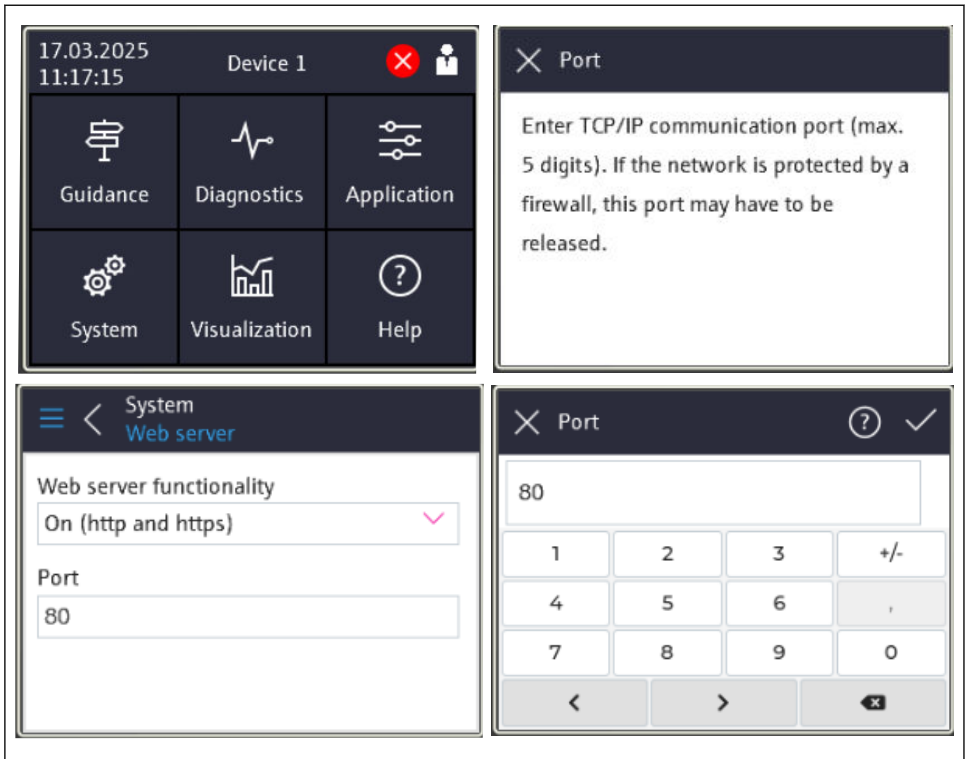 17.03.2025
11:17:15
Device 1
Guidance
Diagnostics
Application
System
Visualization
Help
Port
Enter TCP/IP communication port (max.
5 digits). If the network is protected by a
firewall, this port may have to be
released.
System
Web server
Web server functionality
On (http and https)
Port
80
Port
?
80
1 2 3 +/-
4 5 6 ,
7 8 9 0
< >